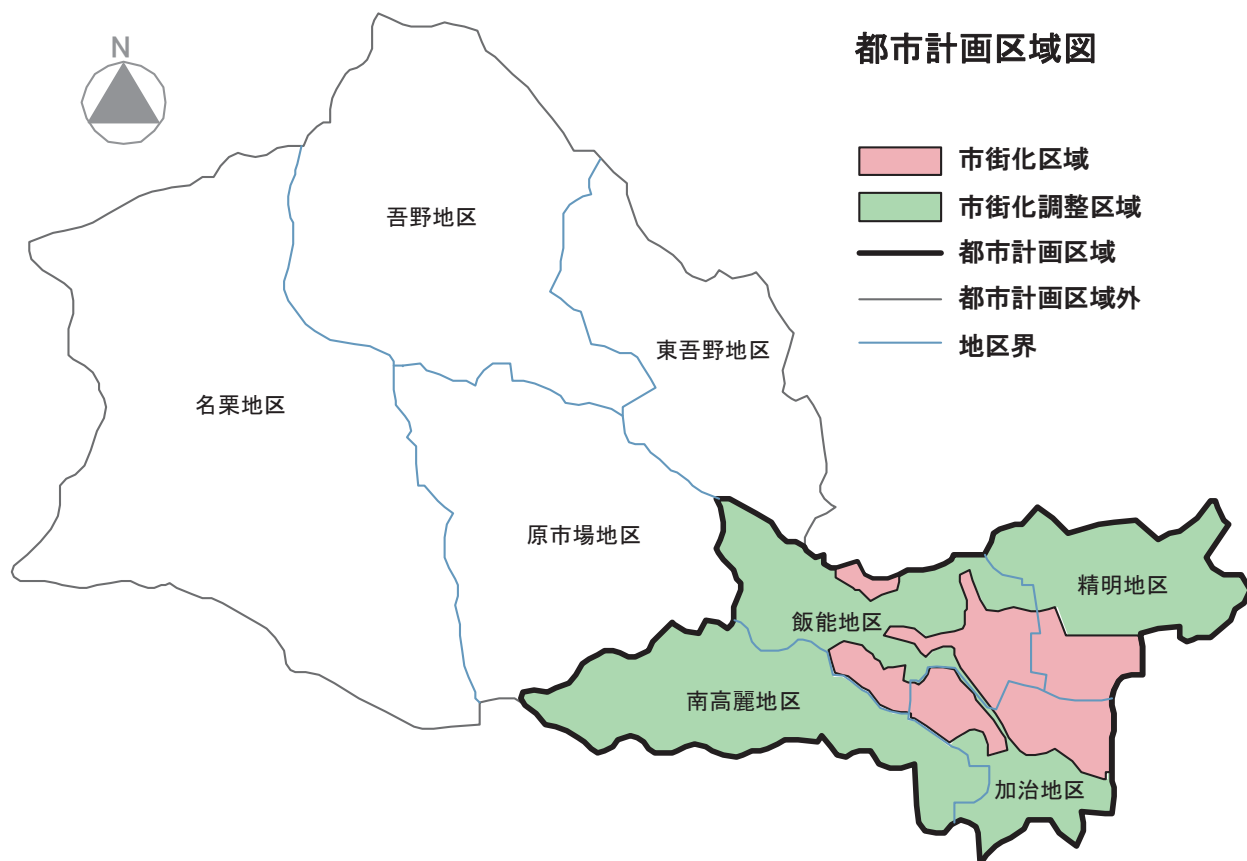 都市計画区域図
N
市街化区域
市街化調整区域
都市計画区域
都市計画区域外
地区界
吾野地区
東吾野地区
名栗地区
原市場地区
精明地区
飯能地区
南高麗地区
加治地区